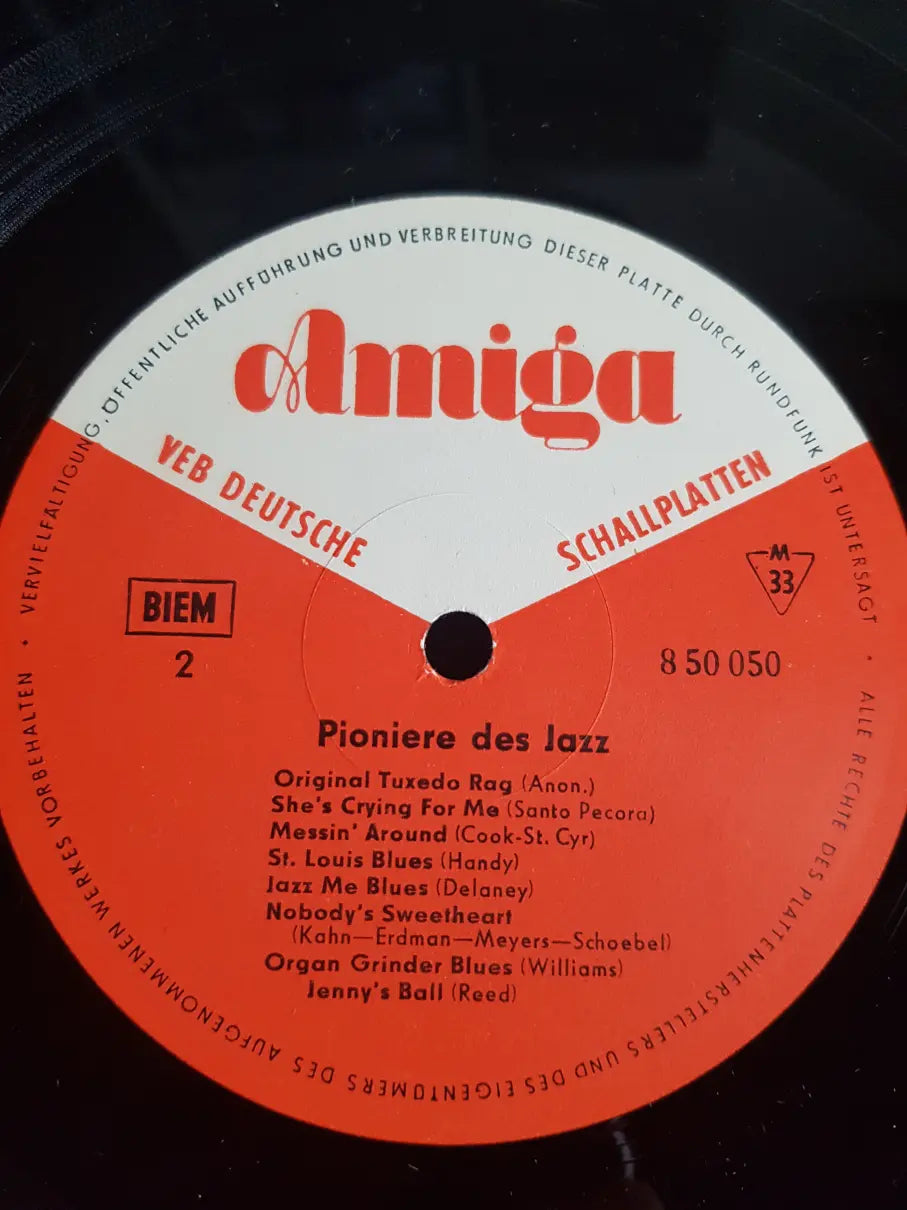 VERVIELFÄLTIGUNG, ÖFFENTLICHE AUFFÜHRUNG UND VERBREITUNG DIESER PLATTE DURCH RUNDFUNK IST UNTERSAGT •
ALLE RECHTE DES PLATTENHERSTELLERS UND DES EIGENTÜMERS DES AUFGENOMMENEN WERKES VORBEHALTEN •
Amiga
VEB DEUTSCHE SCHALLPLATTEN
BIEM
2
M
33
8 50 050
Pioniere des Jazz
Original Tuxedo Rag (Anon.)
She's Crying For Me (Santo Pecora)
Messin' Around (Cook-St. Cyr)
St. Louis Blues (Handy)
Jazz Me Blues (Delaney)
Nobody's Sweetheart
(Kahn—Erdman—Meyers—Schoebel)
Organ Grinder Blues (Williams)
Jenny's Ball (Reed)